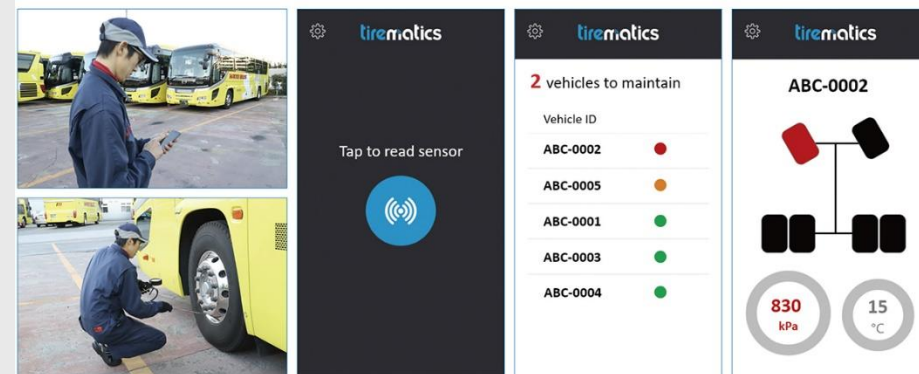 tirematics
Tap to read sensor
tirematics
2 vehicles to maintain
Vehicle ID
ABC-0002
ABC-0005
ABC-0001
ABC-0003
ABC-0004
tirematics
ABC-0002
830
kPa
15
°C